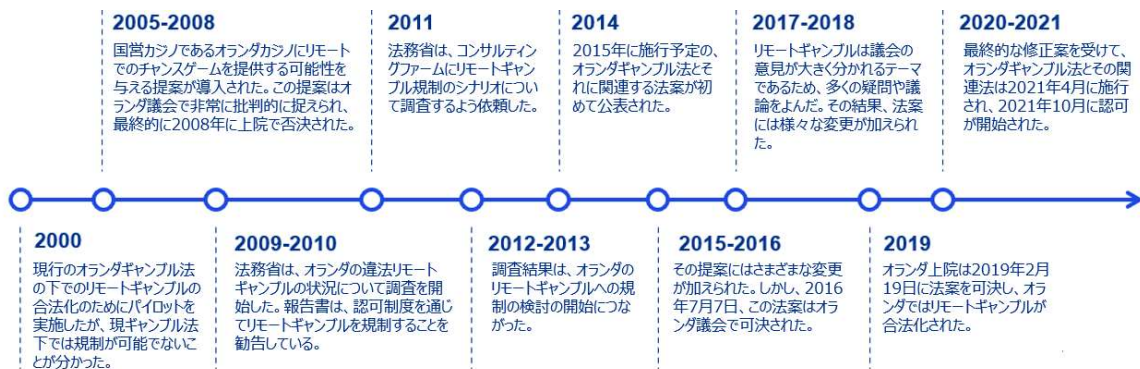 2005-2008
国営カジノであるオランダカジノにリモート
でのチャンスゲームを提供する可能性を
与える提案が導入された。この提案は
オランダ議会で非常に批判的に捉えられ、
最終的に2008年に上院で否決された。
2011
法務省は、コンサルティン
グファームにリモートギャン
ブル規制のシナリオについ
て調査するよう依頼した。
2014
2015年に施行予定の、
オランダギャンブル法とそ
れに関連する法案が初
めて公表された。
2017-2018
リモートギャンブルは議会の
意見が大きく分かれるテーマ
であるため、多くの疑問や議
論をよんだ。その結果、法案
には様々な変更が加えられ
た。
2020-2021
最終的な修正案を受けて、
オランダギャンブル法とその関
連法は2021年4月に施行
され、2021年10月に認可
が開始された。
2000
現行のオランダギャンブル法
の下でのリモートギャンブルの
合法化のためにパイロットを
実施したが、現ギャンブル法
下では規制が可能でないこ
とが分かった。
2009-2010
法務省は、オランダの違法リモート
ギャンブルの状況について調査を
開始した。報告書は、認可制度を通じ
てリモートギャンブルを規制することを
勧告している。
2012-2013
調査結果は、オランダの
リモートギャンブルへの規
制の検討の開始につな
がった。
2015-2016
その提案にはさまざまな変更
が加えられた。しかし、2016
年7月7日、この法案はオラ
ンダ議会で可決された。
2019
オランダ上院は2019年2月
19日に法案を可決し、オラ
ンダではリモートギャンブルが
合法化された。